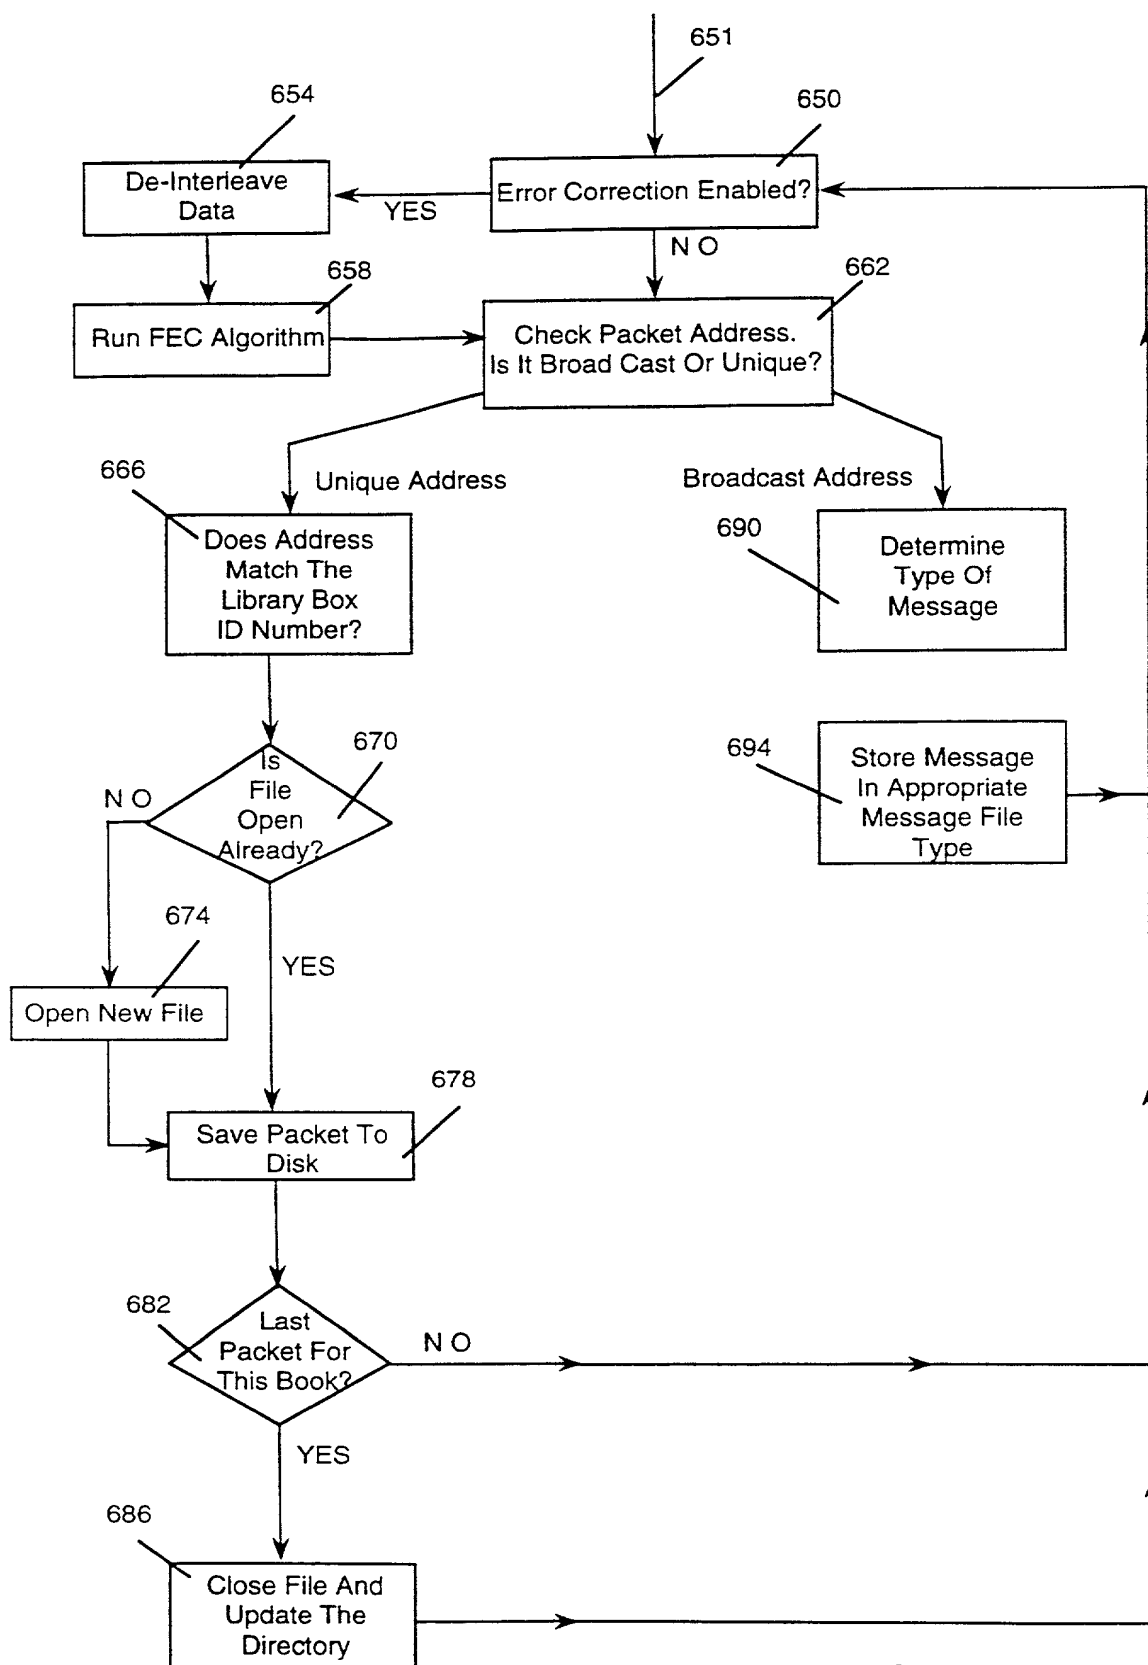 651
654
650
De-Interleave
Data
YES
Error Correction Enabled?
N O
658
662
Run FEC Algorithm
Check Packet Address.
Is It Broad Cast Or Unique?
666
Unique Address
Broadcast Address
Does Address
Match The
Library Box
ID Number?
690
Determine
Type Of
Message
670
Is
File
Open
Already?
N O
694
Store Message
In Appropriate
Message File
Type
674
YES
Open New File
678
Save Packet To
Disk
682
Last
Packet For
This Book?
N O
YES
686
Close File And
Update The
Directory